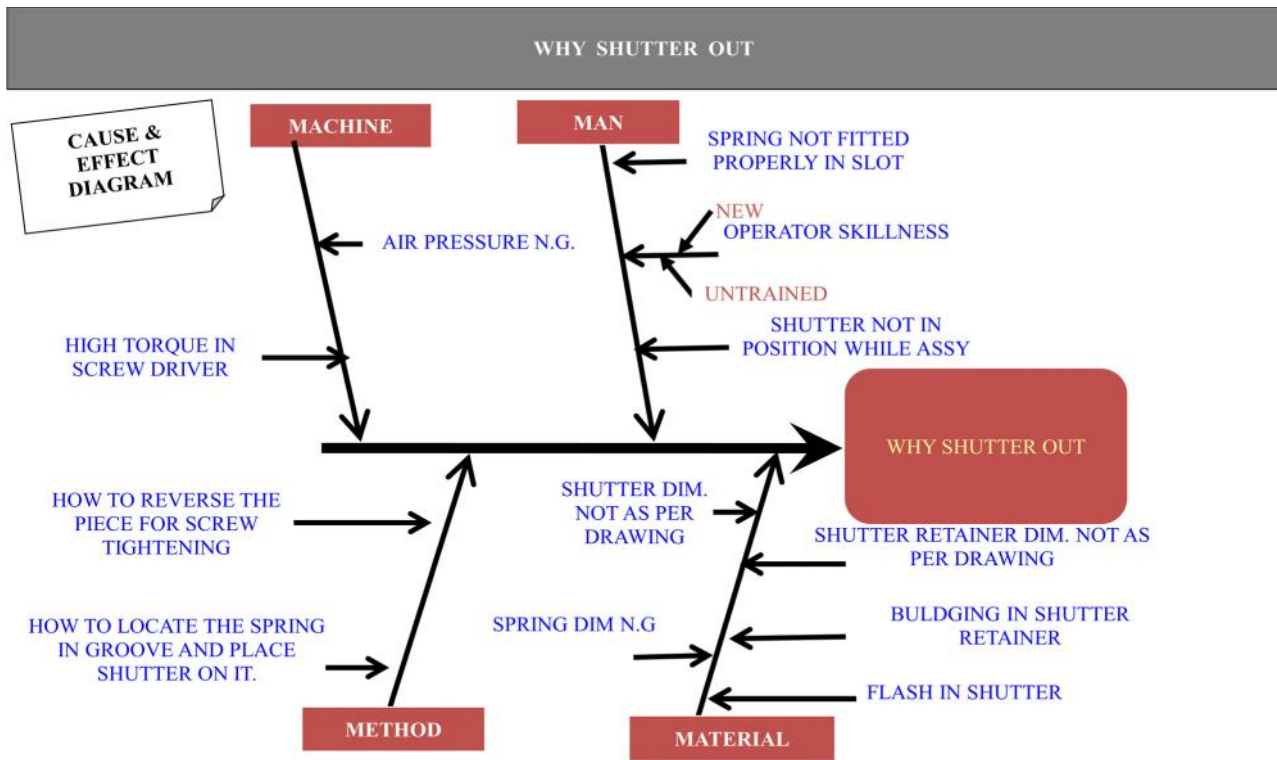 WHY SHUTTER OUT
CAUSE &
EFFECT
DIAGRAM
MACHINE
MAN
SPRING NOT FITTED
PROPERLY IN SLOT
AIR PRESSURE N.G.
NEW
OPERATOR SKILLNESS
UNTRAINED
HIGH TORQUE IN
SCREW DRIVER
SHUTTER NOT IN
POSITION WHILE ASSY
WHY SHUTTER OUT
HOW TO REVERSE THE
PIECE FOR SCREW
TIGHTENING
SHUTTER DIM.
NOT AS PER
DRAWING
SHUTTER RETAINER DIM. NOT AS
PER DRAWING
HOW TO LOCATE THE SPRING
IN GROOVE AND PLACE
SHUTTER ON IT.
SPRING DIM N.G
BULDGING IN SHUTTER
RETAINER
FLASH IN SHUTTER
METHOD
MATERIAL